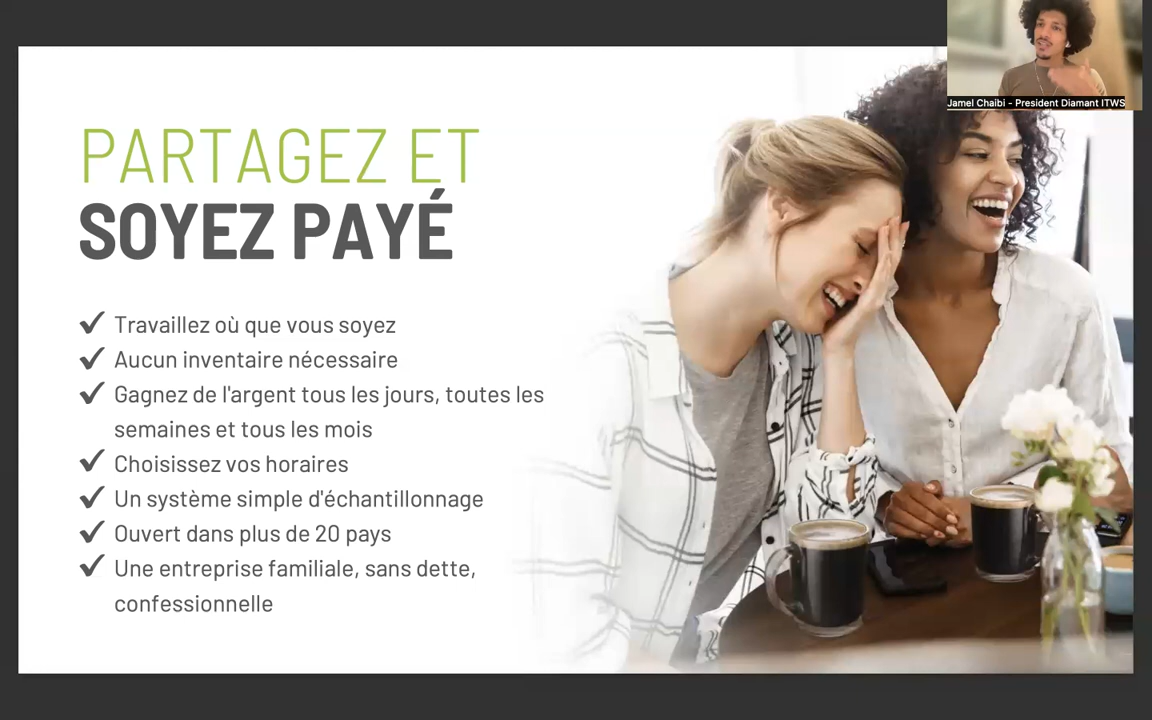 Jamel Chaibi - President Diamant ITWS
PARTAGEZ ET
SOYEZ PAYÉ
Travaillez où que vous soyez
Aucun inventaire nécessaire
Gagnez de l'argent tous les jours, toutes les
semaines et tous les mois
Choisissez vos horaires
Un système simple d'échantillonnage
Ouvert dans plus de 20 pays
Une entreprise familiale, sans dette,
confessionnelle